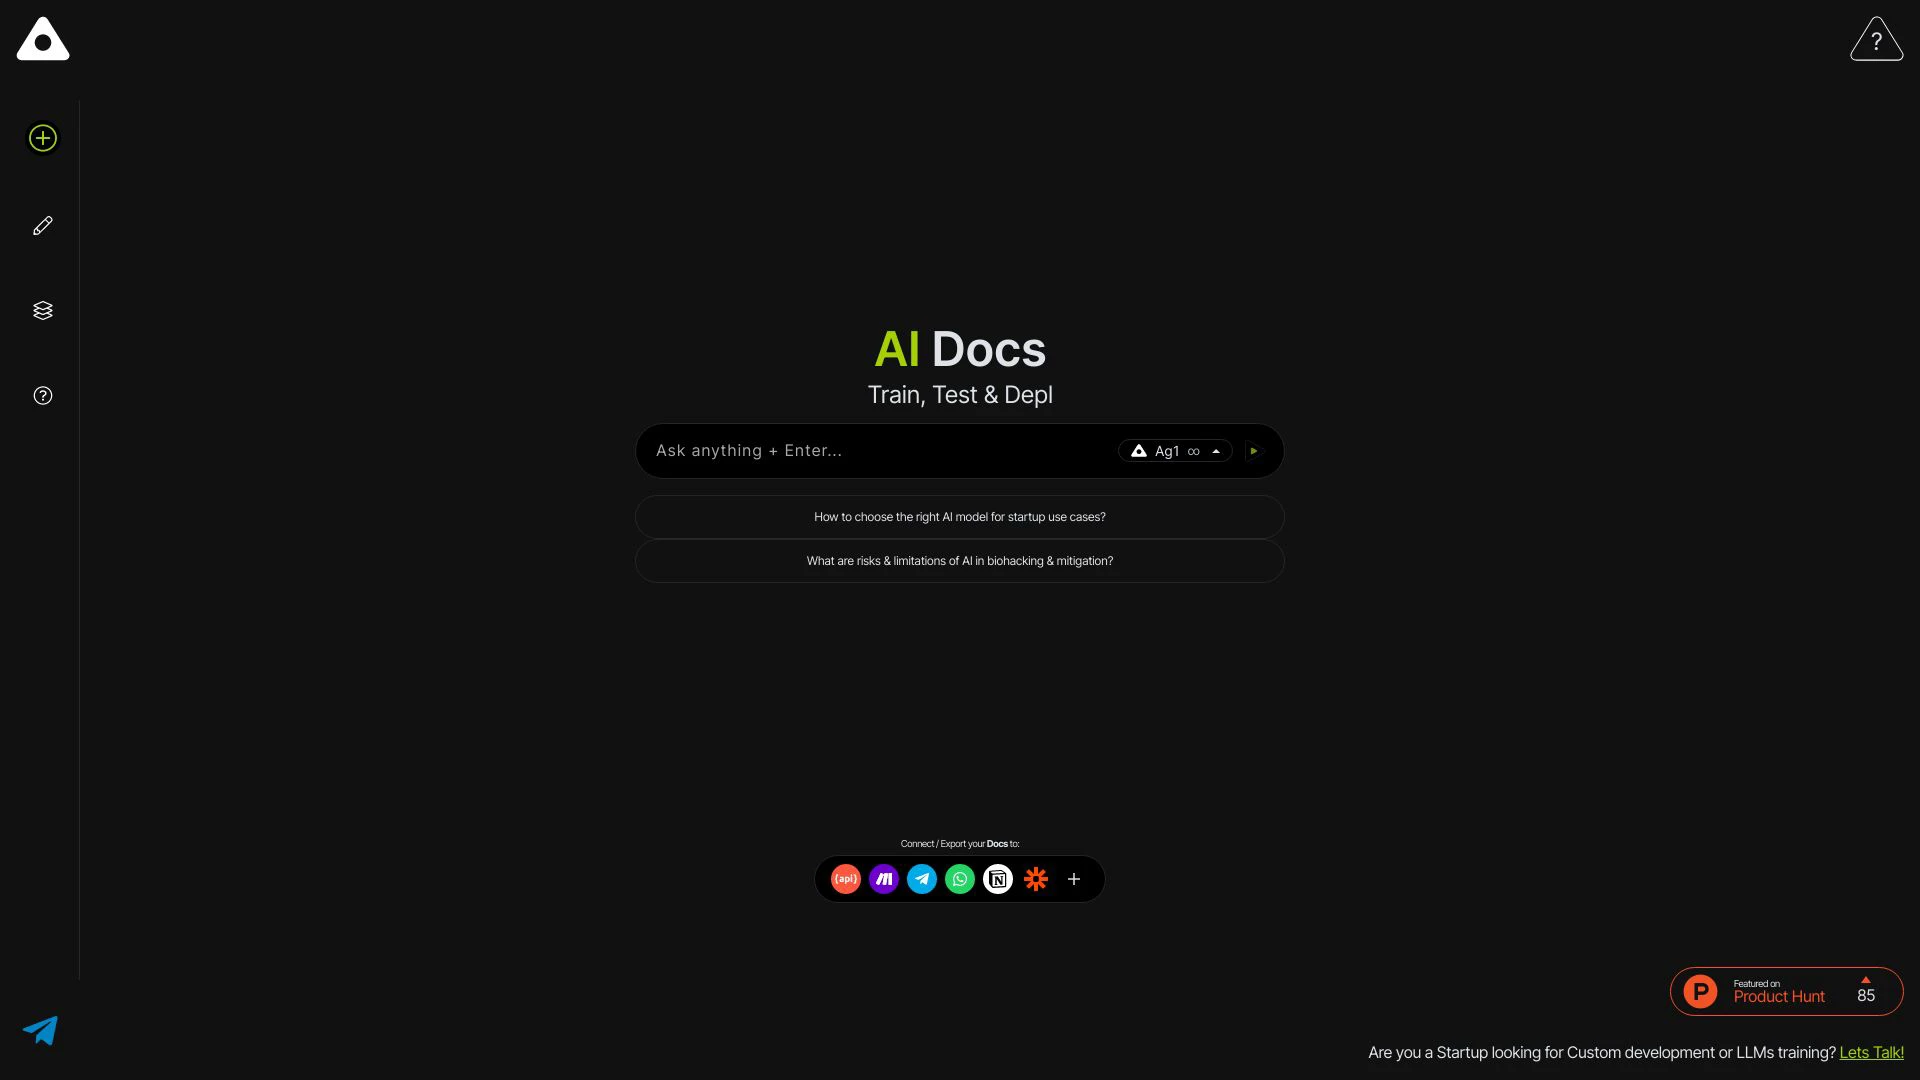 ?
AI Docs
Train, Test & Depl
Ask anything + Enter...
Ag1 ∞
How to choose the right AI model for startup use cases?
What are risks & limitations of AI in biohacking & mitigation?
Connect / Export your Docs to:
{api}
Featured on
Product Hunt
85
Are you a Startup looking for Custom development or LLMs training? Lets Talk!